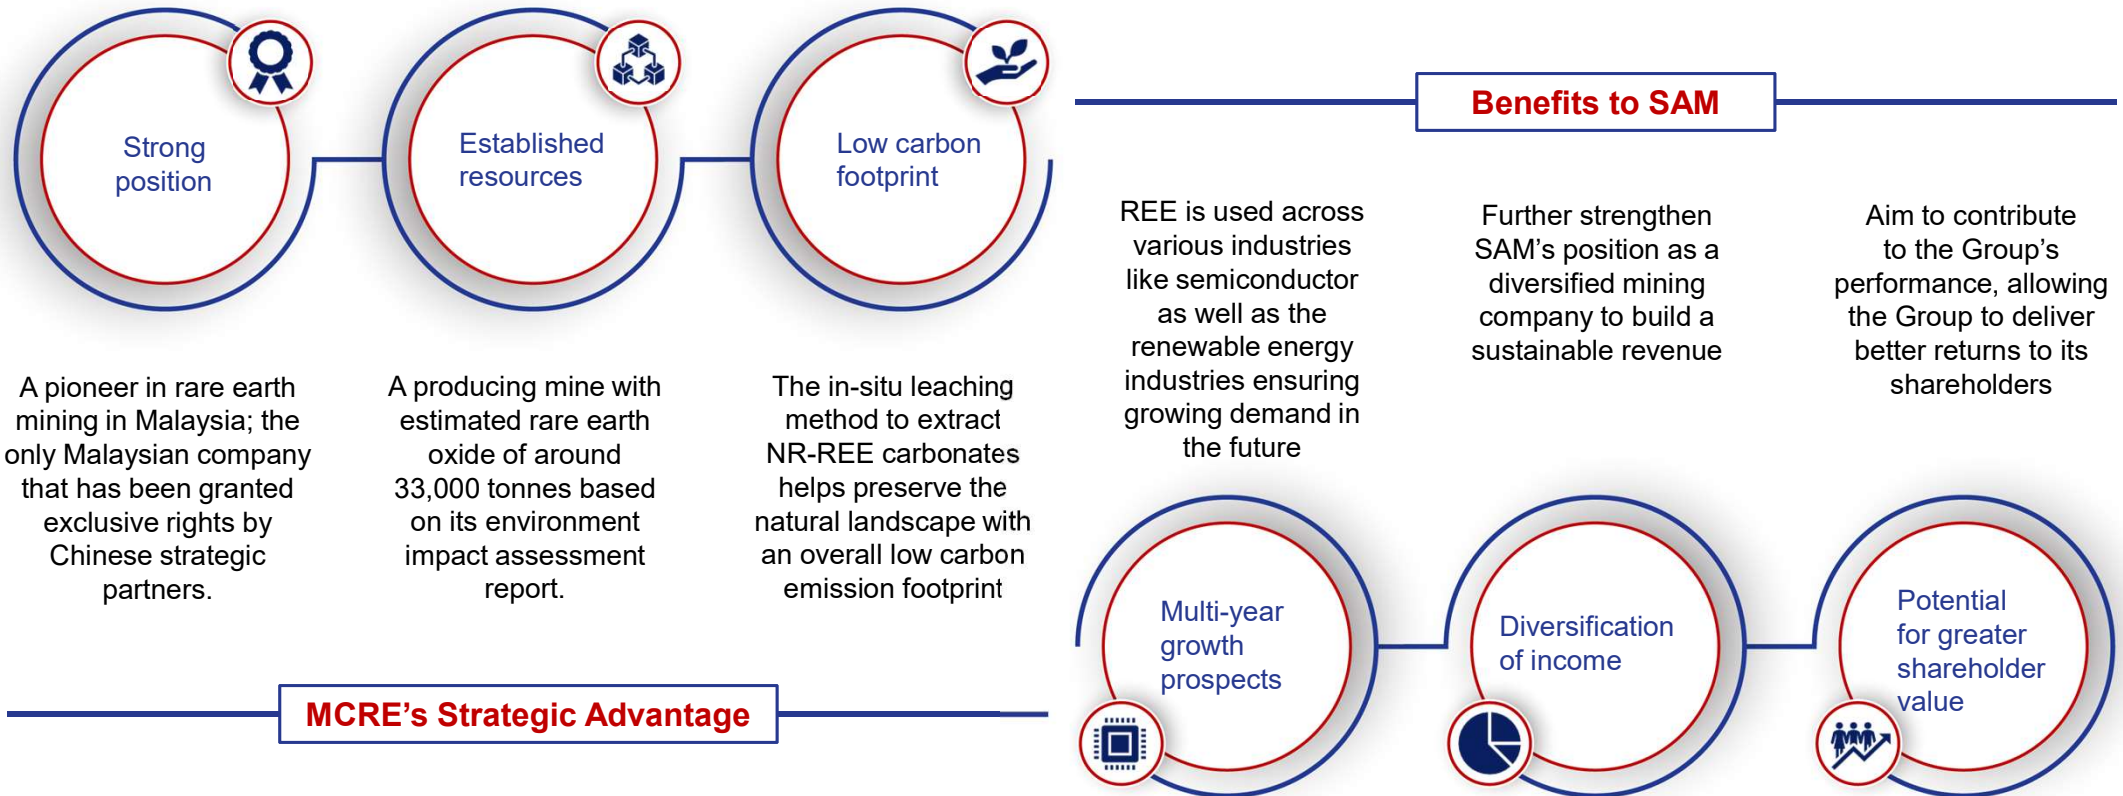 Strong
position
A pioneer in rare earth
mining in Malaysia; the
only Malaysian company
that has been granted
exclusive rights by
Chinese strategic
partners.
Established
resources
A producing mine with
estimated rare earth
oxide of around
33,000 tonnes based
on its environment
impact assessment
report.
Low carbon
footprint
The in-situ leaching
method to extract
NR-REE carbonates
helps preserve the
natural landscape with
an overall low carbon
emission footprint
MCRE’s Strategic Advantage
Benefits to SAM
REE is used across
various industries
like semiconductor
as well as the
renewable energy
industries ensuring
growing demand in
the future
Multi-year
growth
prospects
Further strengthen
SAM’s position as a
diversified mining
company to build a
sustainable revenue
Diversification
of income
Aim to contribute
to the Group’s
performance, allowing
the Group to deliver
better returns to its
shareholders
Potential
for greater
shareholder
value